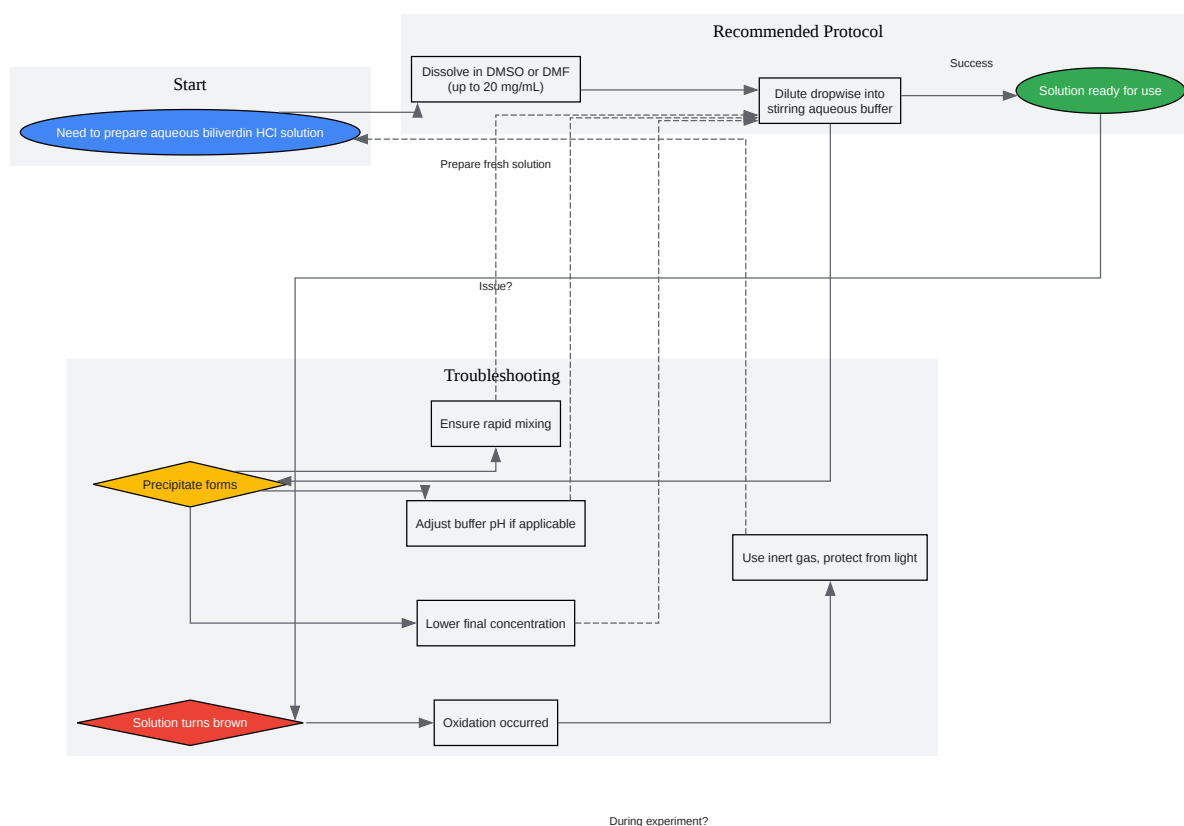 Recommended Protocol
Start
Dissolve in DMSO or DMF
(up to 20 mg/mL)
Dilute dropwise into
stirring aqueous buffer
Success
Solution ready for use
Need to prepare aqueous biliverdin HCl solution
Prepare fresh solution
Issue?
Troubleshooting
Ensure rapid mixing
Precipitate forms
Adjust buffer pH if applicable
Use inert gas, protect from light
Lower final concentration
Solution turns brown
Oxidation occurred
During experiment?